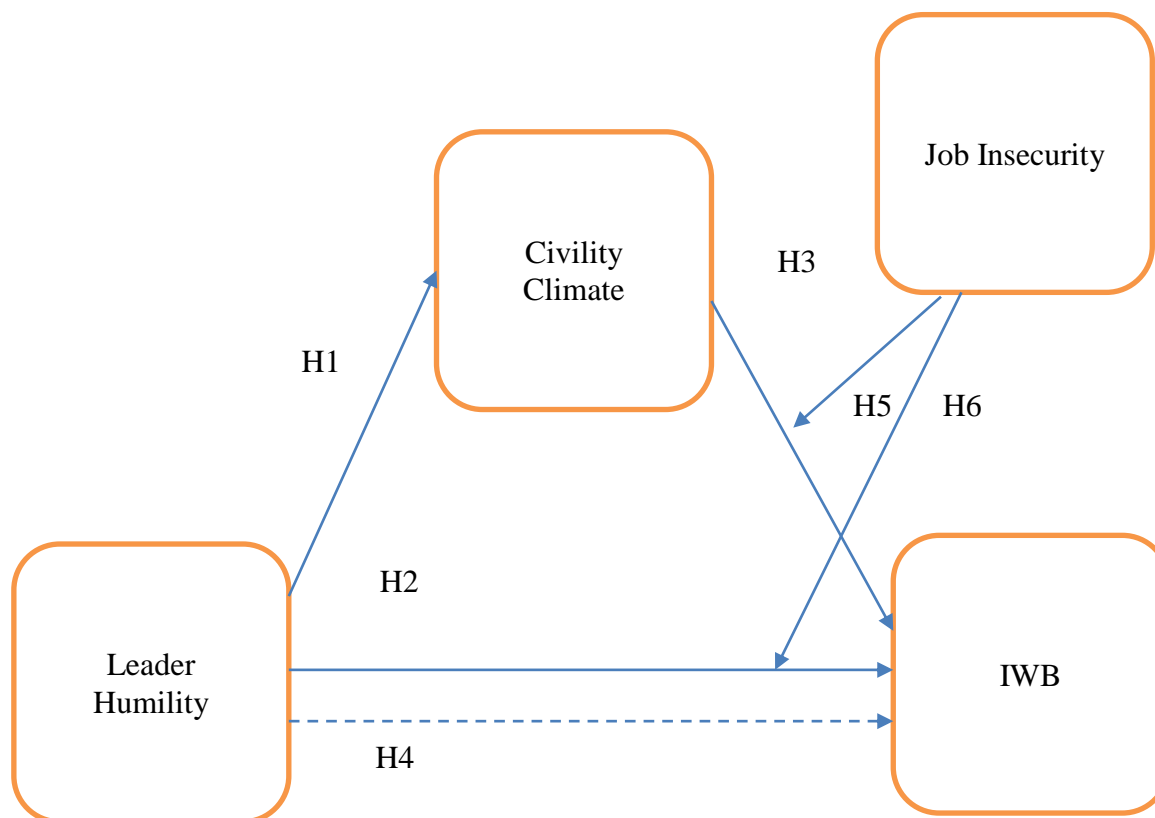 Job Insecurity
Civility
Climate
H3
H1
H5
H6
H2
Leader
Humility
IWB
H4